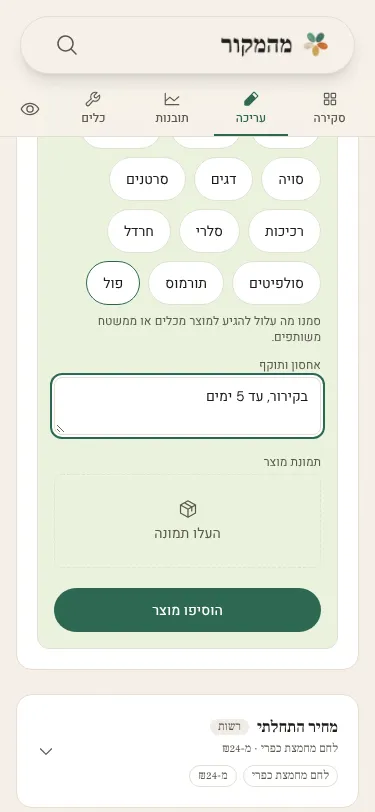 מהמקור
סקירה
עריכה
תובנות
כלים
סויה
דגים
סרטנים
רכיכות
סלרי
חרדל
סולפיטים
תורמוס
פול
סמנו מה עלול להגיע למוצר מכלים או ממשטח
משותפים.
אחסון ותוקף
בקירור, עד 5 ימים
תמונת מוצר
העלו תמונה
הוסיפו מוצר
מחיר התחלתי רשות
לחם מחמצת כפרי · מ-₪24
לחם מחמצת כפרי
מ-₪24